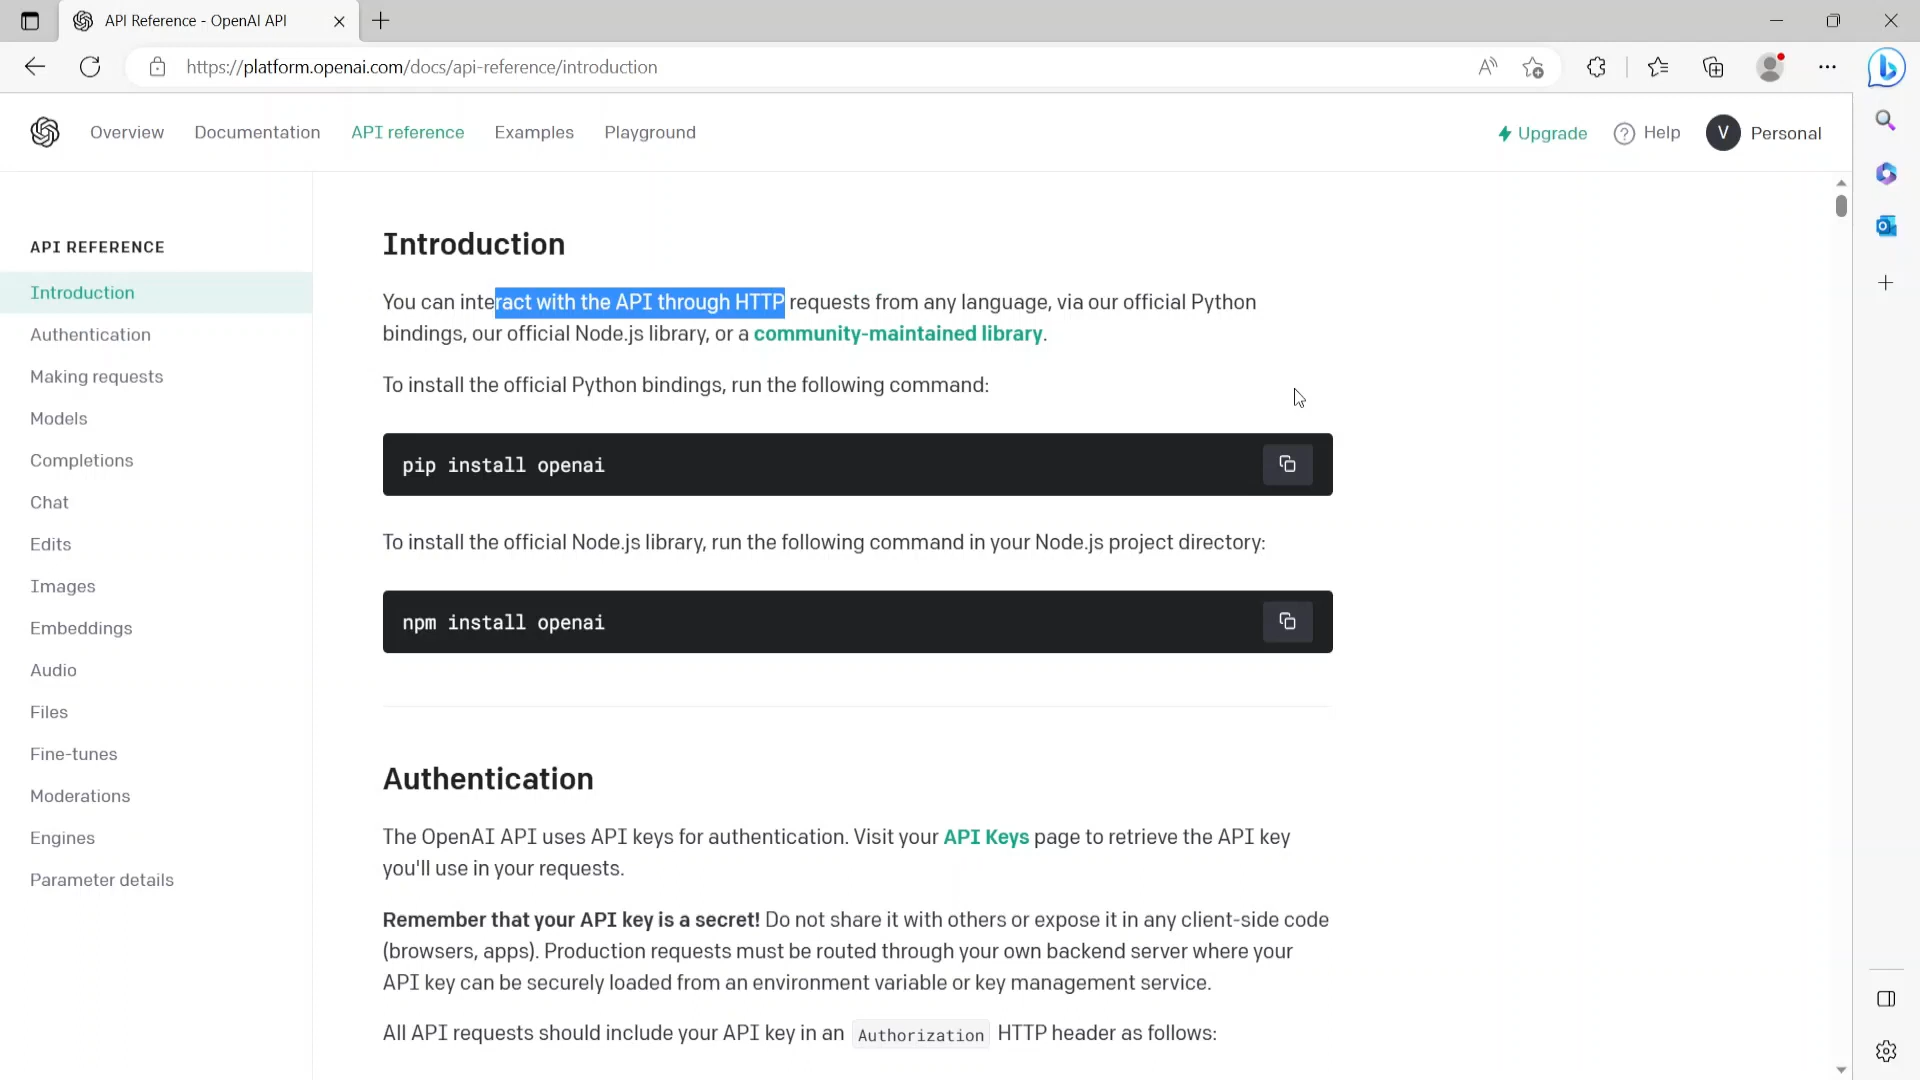 API Reference - OpenAI API
https://platform.openai.com/docs/api-reference/introduction
Overview
Documentation
API reference
Examples
Playground
Upgrade
Help
V
Personal
API REFERENCE
Introduction
Authentication
Making requests
Models
Completions
Chat
Edits
Images
Embeddings
Audio
Files
Fine-tunes
Moderations
Engines
Parameter details
Introduction
You can interact with the API through HTTP requests from any language, via our official Python
bindings, our official Node.js library, or a community-maintained library.
To install the official Python bindings, run the following command:
pip install openai
To install the official Node.js library, run the following command in your Node.js project directory:
npm install openai
Authentication
The OpenAI API uses API keys for authentication. Visit your API Keys page to retrieve the API key
you'll use in your requests.
Remember that your API key is a secret! Do not share it with others or expose it in any client-side code
(browsers, apps). Production requests must be routed through your own backend server where your
API key can be securely loaded from an environment variable or key management service.
All API requests should include your API key in an Authorization HTTP header as follows: